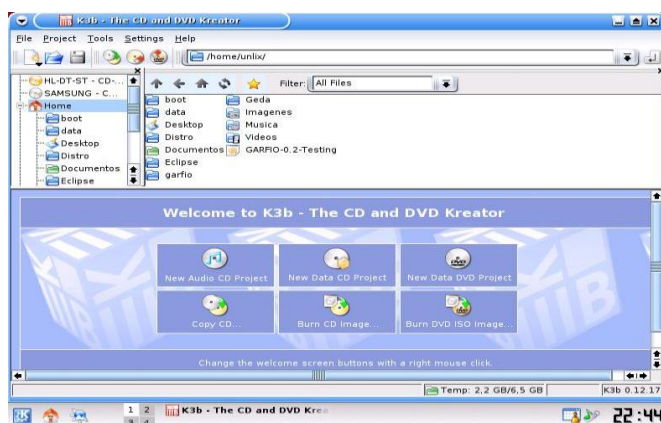 K3b - The CD and DVD Kreator
File Project Tools Settings Help
/home/unlix/
HL-DT-ST - CD-...
SAMSUNG - C...
Home
boot
data
Desktop
Distro
Documentos
Eclipse
Filter: All Files
boot
data
Desktop
Distro
Documentos
Eclipse
garfio
Geda
Imagenes
Musica
Videos
GARFIO-0.2-Testing
Welcome to K3b - The CD and DVD Kreator
New Audio CD Project New Data CD Project New Data DVD Project
Copy CD... Burn CD Image... Burn DVD ISO Image...
Change the welcome screen buttons with a right mouse click.
Temp: 2,2 GB/6,5 GB K3b 0.12.17
1 2
3 4
K3b - The CD and DVD Krea
22:44